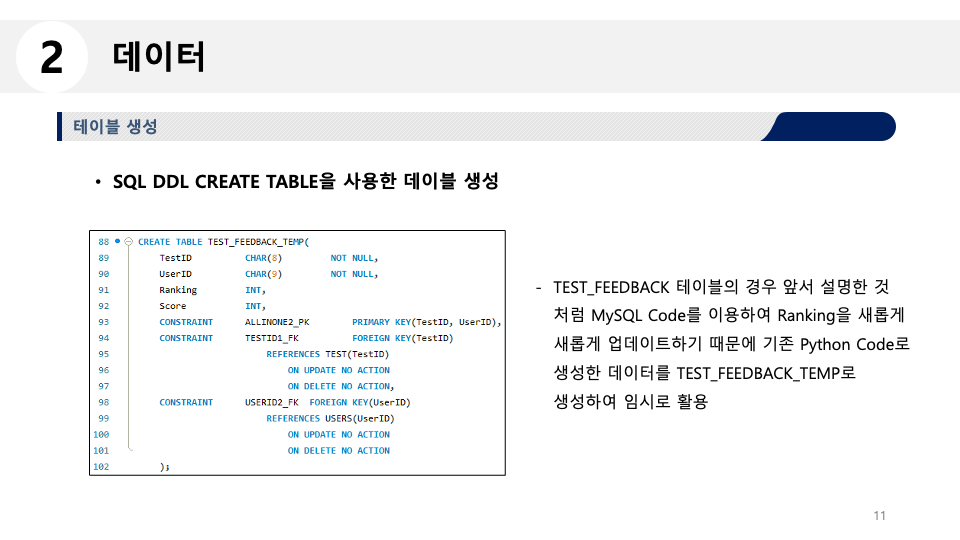 2 데이터
테이블 생성
• SQL DDL CREATE TABLE을 사용한 데이블 생성
88 CREATE TABLE TEST_FEEDBACK_TEMP(
89 TestID CHAR(8) NOT NULL,
90 UserID CHAR(9) NOT NULL,
91 Ranking INT,
92 Score INT,
93 CONSTRAINT ALLINONE2_PK PRIMARY KEY(TestID, UserID),
94 CONSTRAINT TESTID1_FK FOREIGN KEY(TestID)
95 REFERENCES TEST(TestID)
96 ON UPDATE NO ACTION
97 ON DELETE NO ACTION,
98 CONSTRAINT USERID2_FK FOREIGN KEY(UserID)
99 REFERENCES USERS(UserID)
100 ON UPDATE NO ACTION
101 ON DELETE NO ACTION
102 );
- TEST_FEEDBACK 테이블의 경우 앞서 설명한 것
처럼 MySQL Code를 이용하여 Ranking을 새롭게
새롭게 업데이트하기 때문에 기존 Python Code로
생성한 데이터를 TEST_FEEDBACK_TEMP로
생성하여 임시로 활용
11